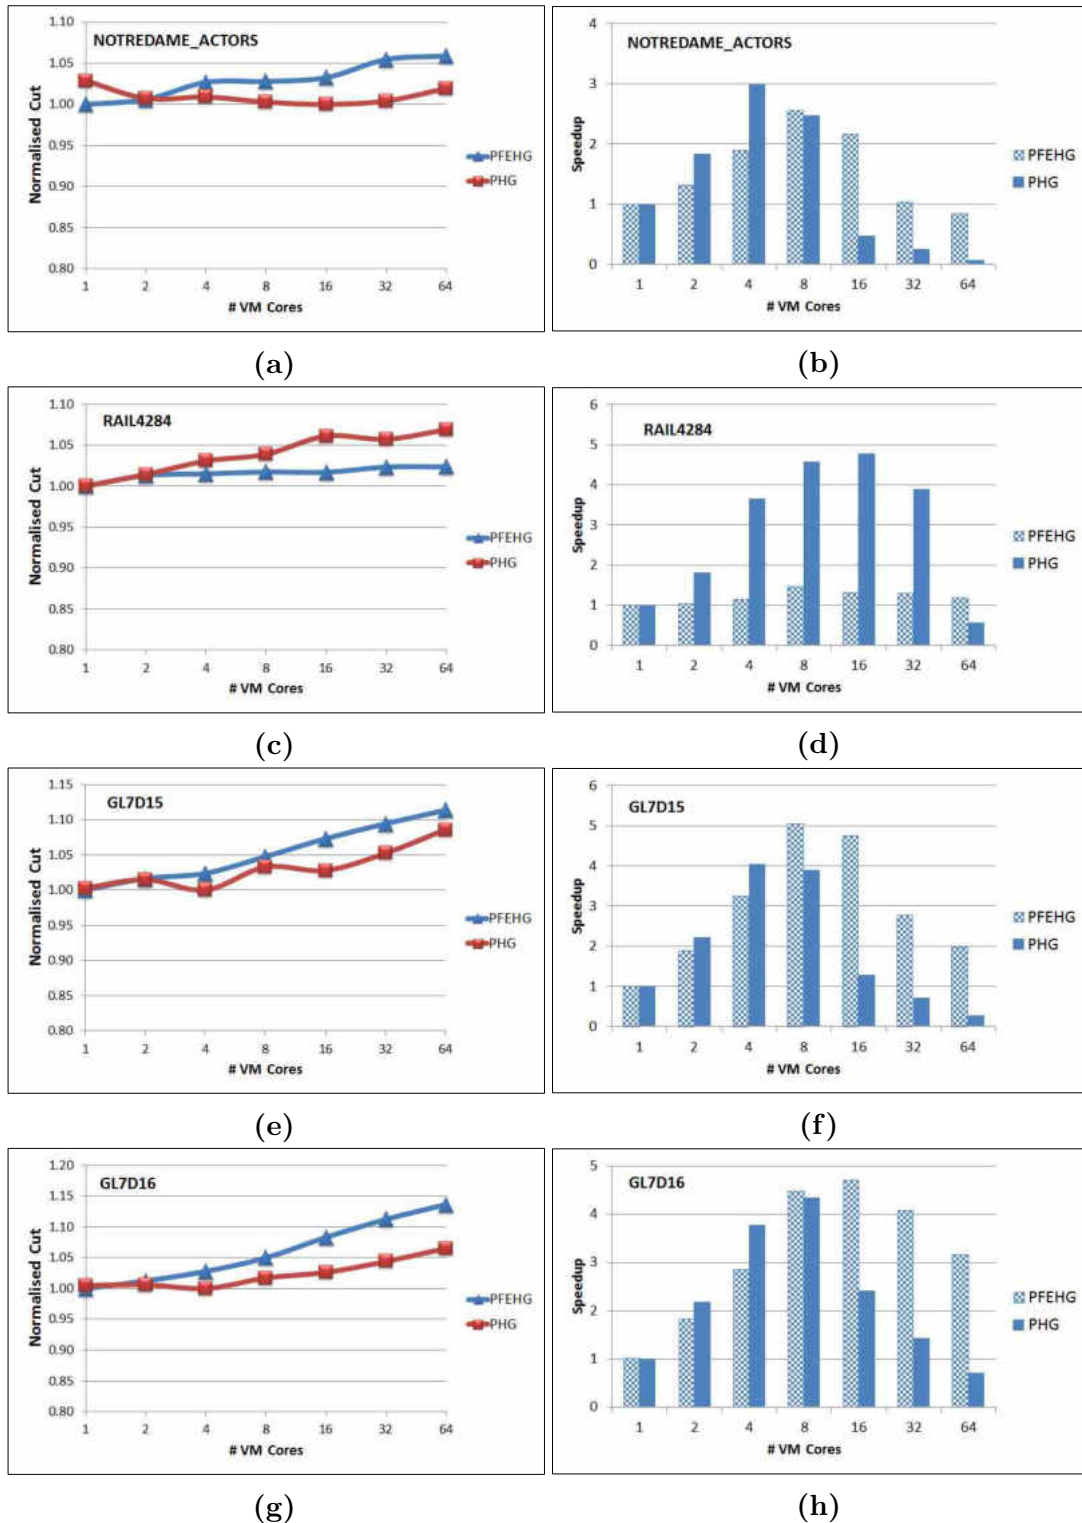 NOTREDAME_ACTORS
1.10
1.05
1.00
0.95
0.90
0.85
0.80
Normalised Cut
1 2 4 8 16 32 64
# VM Cores
PFEHG
PHG
(a)
NOTREDAME_ACTORS
4
3
2
1
0
Speedup
1 2 4 8 16 32 64
# VM Cores
PFEHG
PHG
(b)
RAIL4284
1.10
1.05
1.00
0.95
0.90
0.85
0.80
Normalised Cut
1 2 4 8 16 32 64
# VM Cores
PFEHG
PHG
(c)
RAIL4284
6
5
4
3
2
1
0
Speedup
1 2 4 8 16 32 64
# VM Cores
PFEHG
PHG
(d)
GL7D15
1.15
1.10
1.05
1.00
0.95
0.90
0.85
0.80
Normalised Cut
1 2 4 8 16 32 64
# VM Cores
PFEHG
PHG
(e)
GL7D15
6
5
4
3
2
1
0
Speedup
1 2 4 8 16 32 64
# VM Cores
PFEHG
PHG
(f)
GL7D16
1.20
1.15
1.10
1.05
1.00
0.95
0.90
0.85
0.80
Normalised Cut
1 2 4 8 16 32 64
# VM Cores
PFEHG
PHG
(g)
GL7D16
5
4
3
2
1
0
Speedup
1 2 4 8 16 32 64
# VM Cores
PFEHG
PHG
(h)